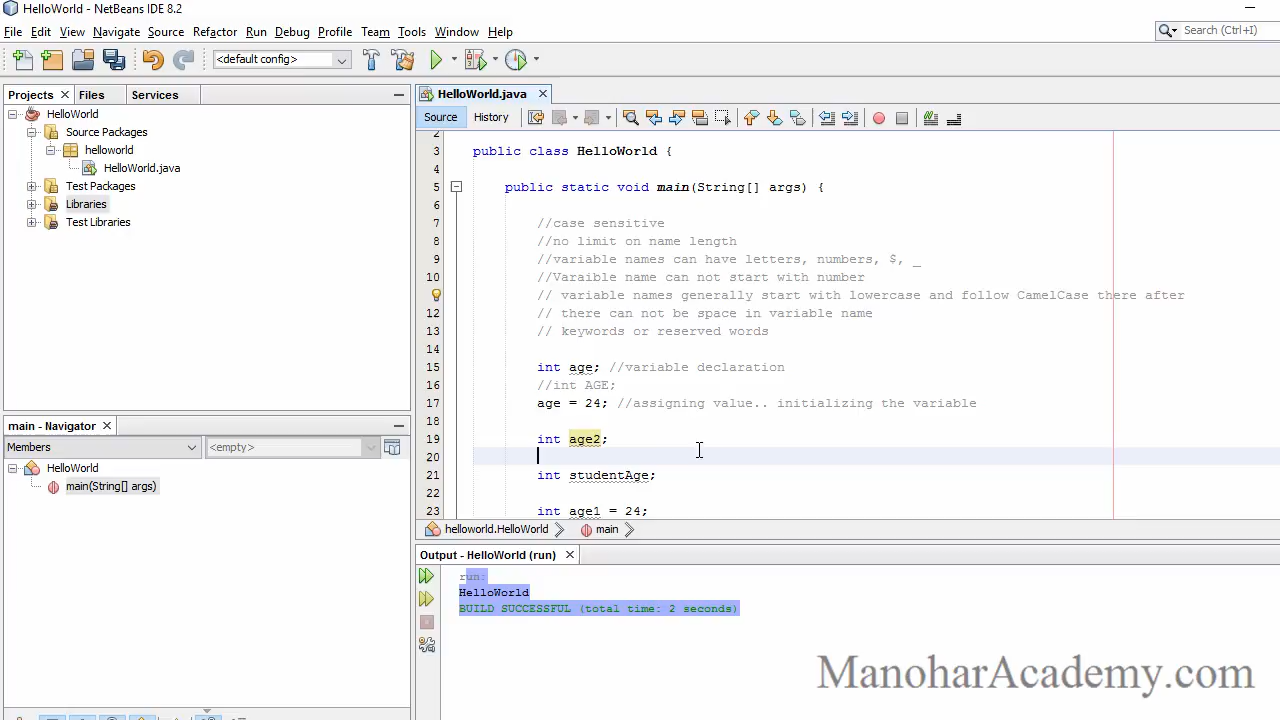 HelloWorld - NetBeans IDE 8.2
File Edit View Navigate Source Refactor Run Debug Profile Team Tools Window Help
Search (Ctrl+I)
<default config>
Projects Files Services
HelloWorld
Source Packages
helloworld
HelloWorld.java
Test Packages
Libraries
Test Libraries
main - Navigator
Members <empty>
HelloWorld
main(String[] args)
HelloWorld.java
Source History
2
3 public class HelloWorld {
4
5 public static void main(String[] args) {
6
7 //case sensitive
8 //no limit on name length
9 //variable names can have letters, numbers, $, _
10 //Varaible name can not start with number
// variable names generally start with lowercase and follow CamelCase there after
12 // there can not be space in variable name
13 // keywords or reserved words
14
15 int age; //variable declaration
16 //int AGE;
17 age = 24; //assigning value.. initializing the variable
18
19 int age2;
20
21 int studentAge;
22
23 int age1 = 24;
helloworld.HelloWorld main
Output - HelloWorld (run)
run:
HelloWorld
BUILD SUCCESSFUL (total time: 2 seconds)
ManoharAcademy.com